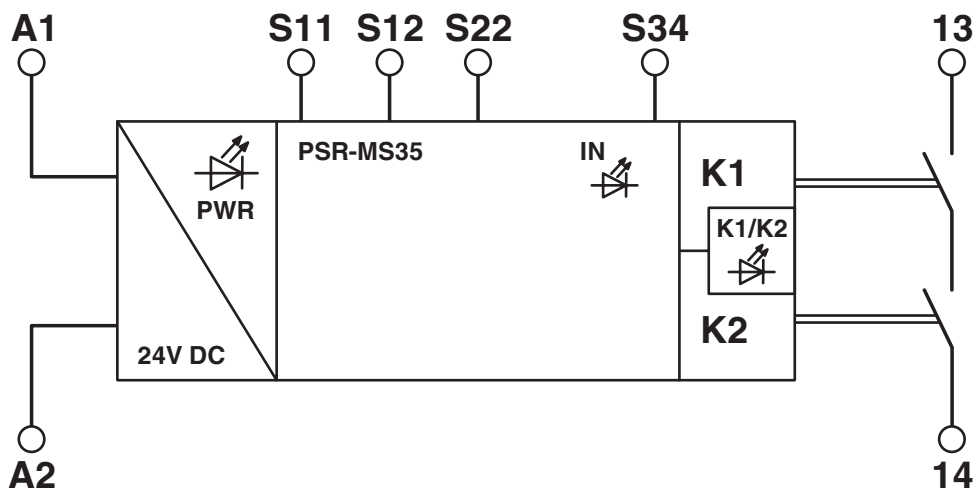 A1 S11 S12 S22 S34 13
PSR-MS35 IN
K1
PWR
K1/K2
K2
24V DC
A2 14